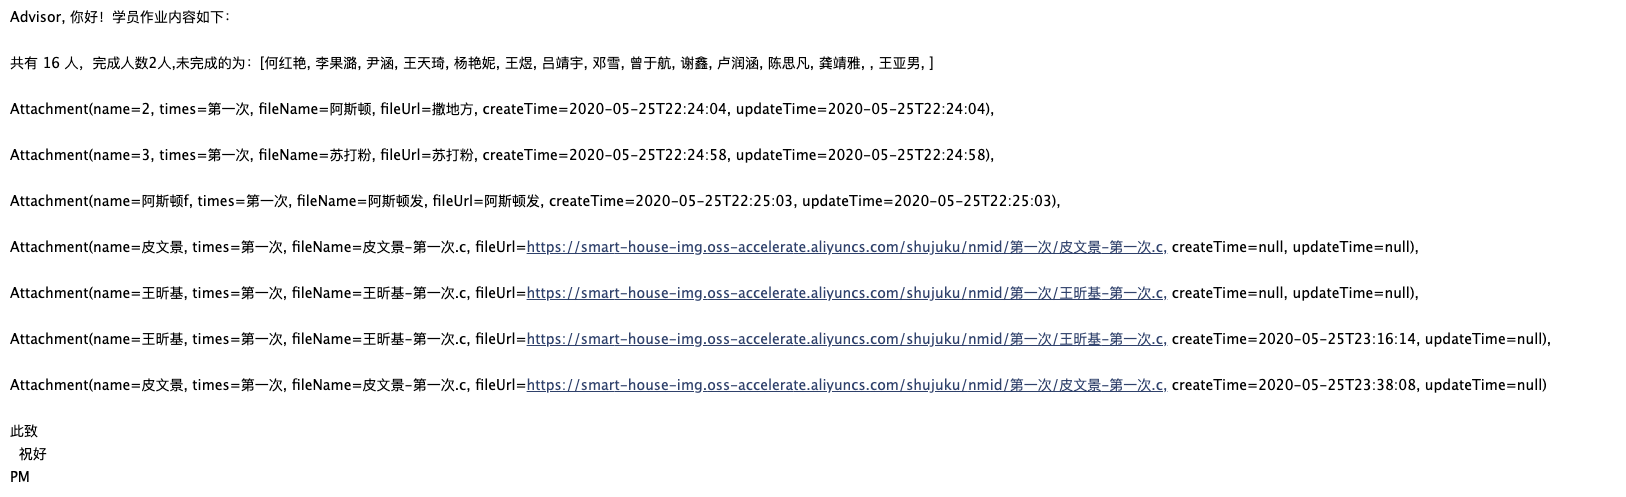 Advisor, 你好！学员作业内容如下：
共有 16 人，完成人数2人,未完成的为：[何红艳, 李果潞, 尹涵, 王天琦, 杨艳妮, 王煜, 吕靖宇, 邓雪, 曾于航, 谢鑫, 卢润涵, 陈思凡, 龚靖雅, , 王亚男, ]
Attachment(name=2, times=第一次, fileName=阿斯顿, fileUrl=撒地方, createTime=2020-05-25T22:24:04, updateTime=2020-05-25T22:24:04),
Attachment(name=3, times=第一次, fileName=苏打粉, fileUrl=苏打粉, createTime=2020-05-25T22:24:58, updateTime=2020-05-25T22:24:58),
Attachment(name=阿斯顿f, times=第一次, fileName=阿斯顿发, fileUrl=阿斯顿发, createTime=2020-05-25T22:25:03, updateTime=2020-05-25T22:25:03),
Attachment(name=皮文景, times=第一次, fileName=皮文景-第一次.c, fileUrl=https://smart-house-img.oss-accelerate.aliyuncs.com/shujuku/nmid/第一次/皮文景-第一次.c, createTime=null, updateTime=null),
Attachment(name=王昕基, times=第一次, fileName=王昕基-第一次.c, fileUrl=https://smart-house-img.oss-accelerate.aliyuncs.com/shujuku/nmid/第一次/王昕基-第一次.c, createTime=null, updateTime=null),
Attachment(name=王昕基, times=第一次, fileName=王昕基-第一次.c, fileUrl=https://smart-house-img.oss-accelerate.aliyuncs.com/shujuku/nmid/第一次/王昕基-第一次.c, createTime=2020-05-25T23:16:14, updateTime=null),
Attachment(name=皮文景, times=第一次, fileName=皮文景-第一次.c, fileUrl=https://smart-house-img.oss-accelerate.aliyuncs.com/shujuku/nmid/第一次/皮文景-第一次.c, createTime=2020-05-25T23:38:08, updateTime=null)
此致
祝好
PM